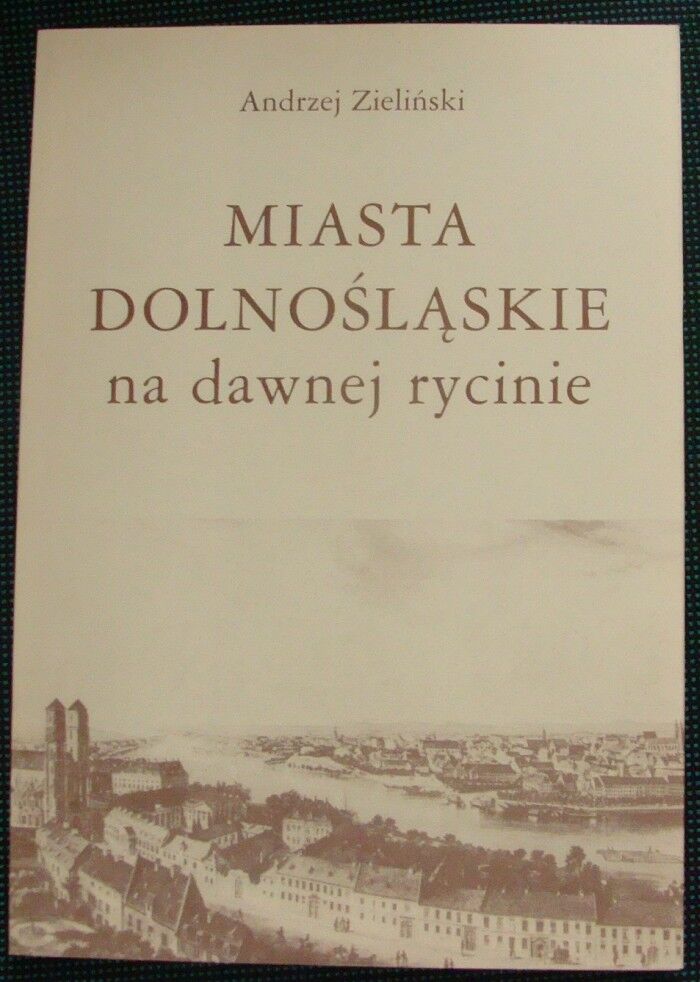 Andrzej Zieliński
MIASTA
DOLNOŚLĄSKIE
na dawnej rycinie